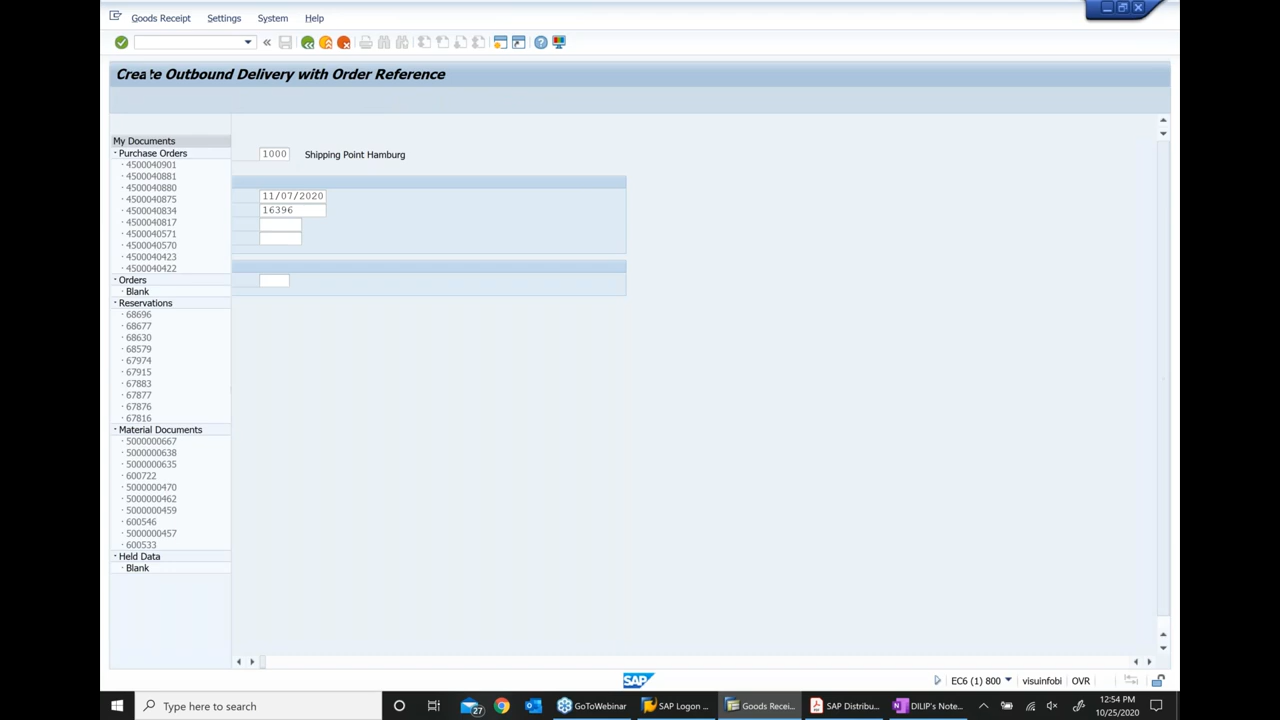 Goods Receipt Settings System Help
Create Outbound Delivery with Order Reference
My Documents
Purchase Orders
4500040901
4500040881
4500040880
4500040875
4500040834
4500040817
4500040571
4500040570
4500040423
4500040422
Orders
Blank
Reservations
68696
68677
68630
68579
67974
67915
67883
67877
67876
67816
Material Documents
5000000667
5000000638
5000000635
600722
5000000470
5000000462
5000000459
600546
5000000457
600533
Held Data
Blank
1000 Shipping Point Hamburg
11/07/2020
16396
SAP
EC6 (1) 800 visuinfobi OVR
Type here to search
27
GoToWebinar
SAP Logon ...
Goods Recei...
SAP Distribu...
DILIP's Note...
12:54 PM
10/25/2020